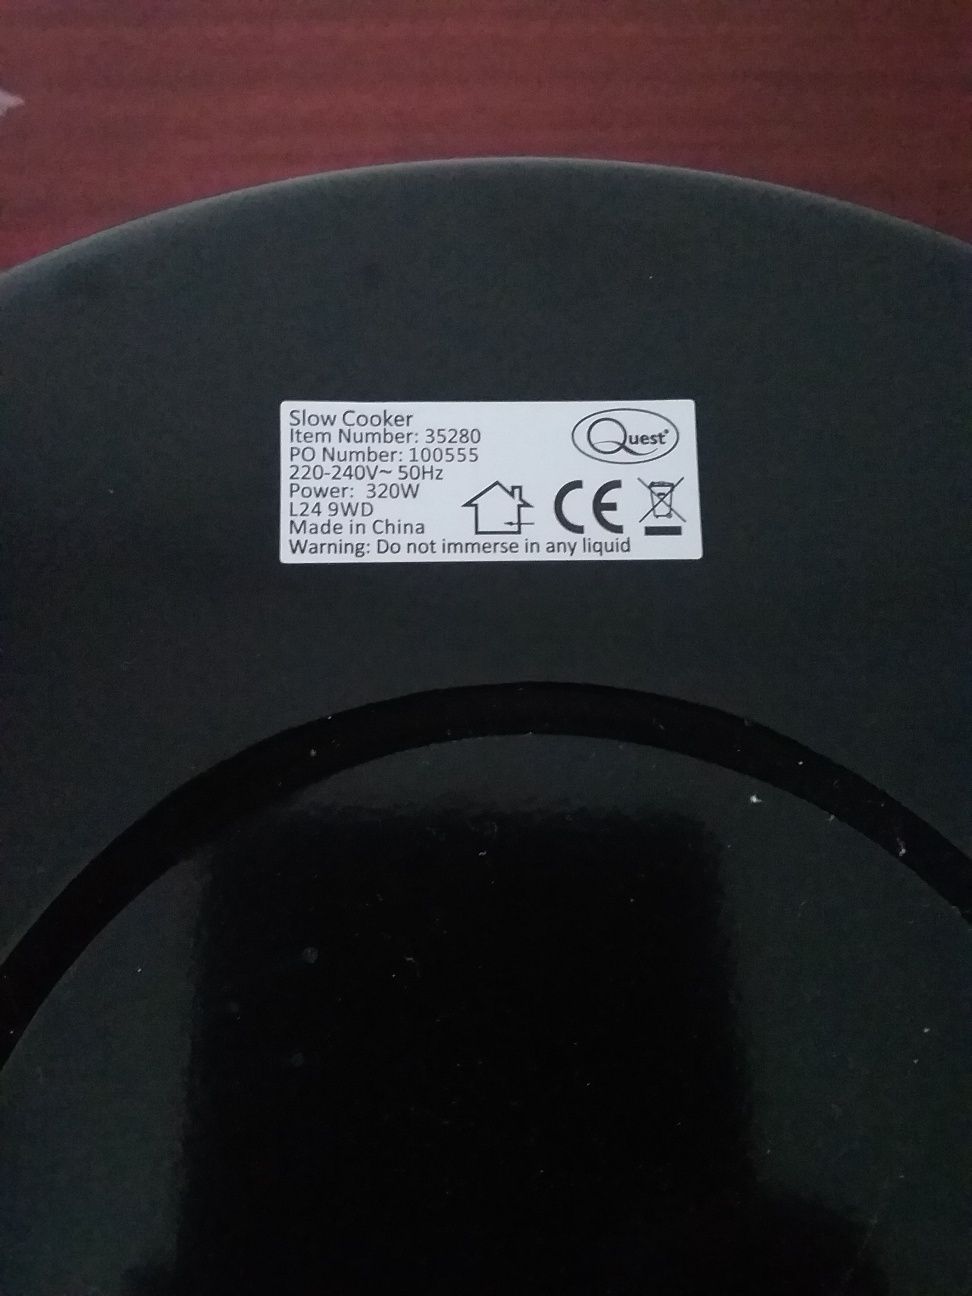 Slow Cooker
Item Number: 35280
PO Number: 100555
220-240V~ 50Hz
Power: 320W
L24 9WD
Made in China
Warning: Do not immerse in any liquid
Quest
CE